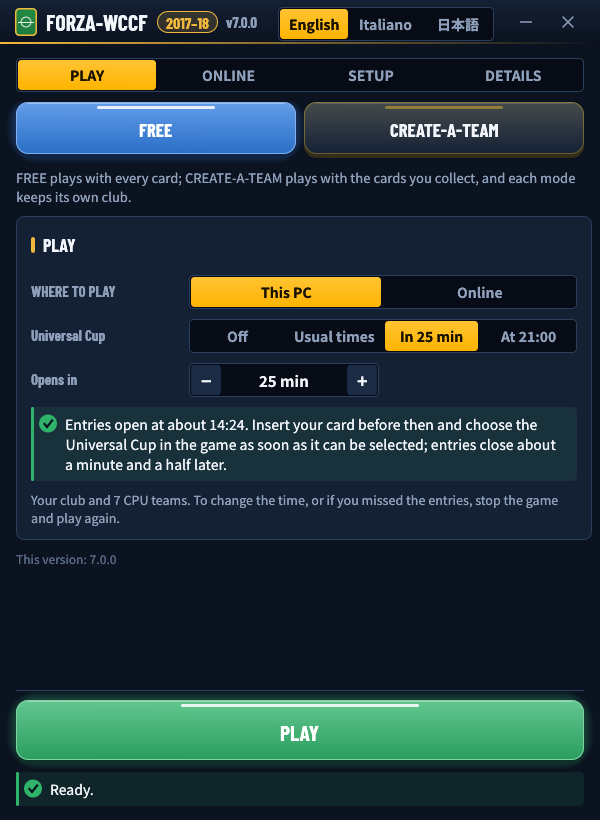 FORZA-WCCF 2017-18 v7.0.0 English Italiano 日本語
PLAY ONLINE SETUP DETAILS
FREE CREATE-A-TEAM
FREE plays with every card; CREATE-A-TEAM plays with the cards you collect, and each mode
keeps its own club.
PLAY
WHERE TO PLAY This PC Online
Universal Cup Off Usual times In 25 min At 21:00
Opens in − 25 min +
Entries open at about 14:24. Insert your card before then and choose the
Universal Cup in the game as soon as it can be selected; entries close about
a minute and a half later.
Your club and 7 CPU teams. To change the time, or if you missed the entries, stop the game
and play again.
This version: 7.0.0
PLAY
Ready.